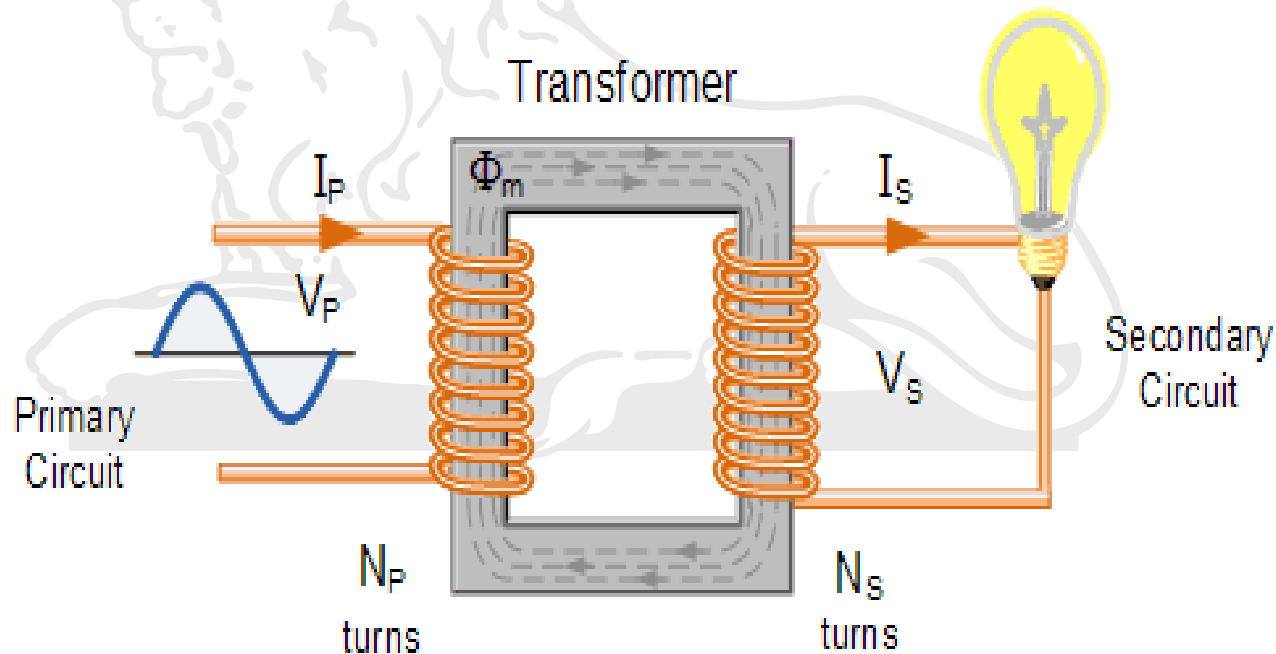 Transformer
Φm
IP
IS
VP
VS
Primary
Circuit
Secondary
Circuit
NP
turns
NS
turns